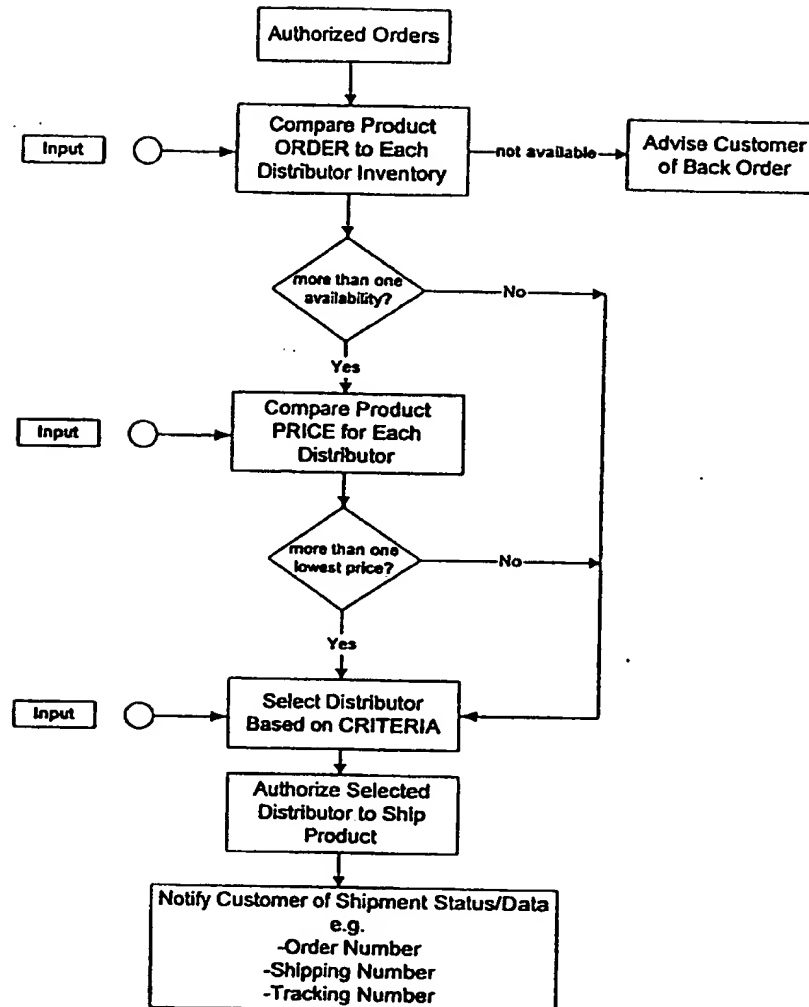 Authorized Orders
Input
Compare Product
ORDER to Each
Distributor Inventory
not available
Advise Customer
of Back Order
more than one
availability?
No
Yes
Input
Compare Product
PRICE for Each
Distributor
more than one
lowest price?
No
Yes
Input
Select Distributor
Based on CRITERIA
Authorize Selected
Distributor to Ship
Product
Notify Customer of Shipment Status/Data
e.g.
-Order Number
-Shipping Number
-Tracking Number